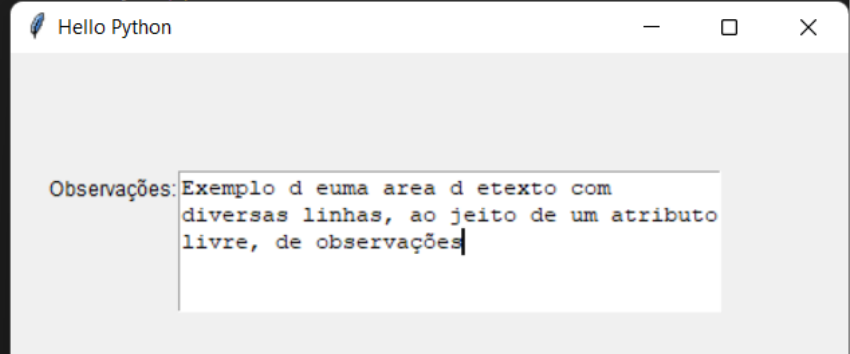 Hello Python
Observações:
Exemplo d euma area d etexto com
diversas linhas, ao jeito de um atributo
livre, de observações